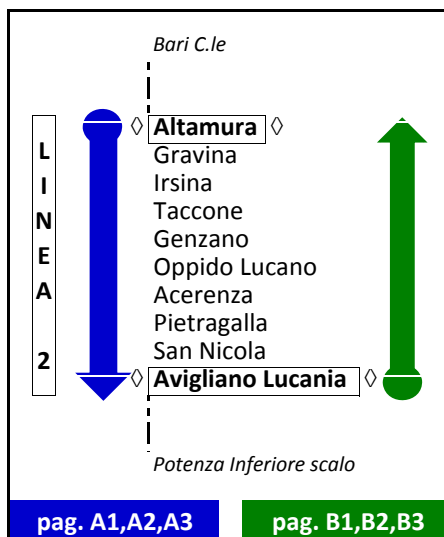 Bari C.le
◊ Altamura ◊
Gravina
Irsina
Taccone
Genzano
Oppido Lucano
Acerenza
Pietragalla
San Nicola
◊ Avigliano Lucania ◊
Potenza Inferiore scalo
LINEA 2
pag. A1,A2,A3
pag. B1,B2,B3